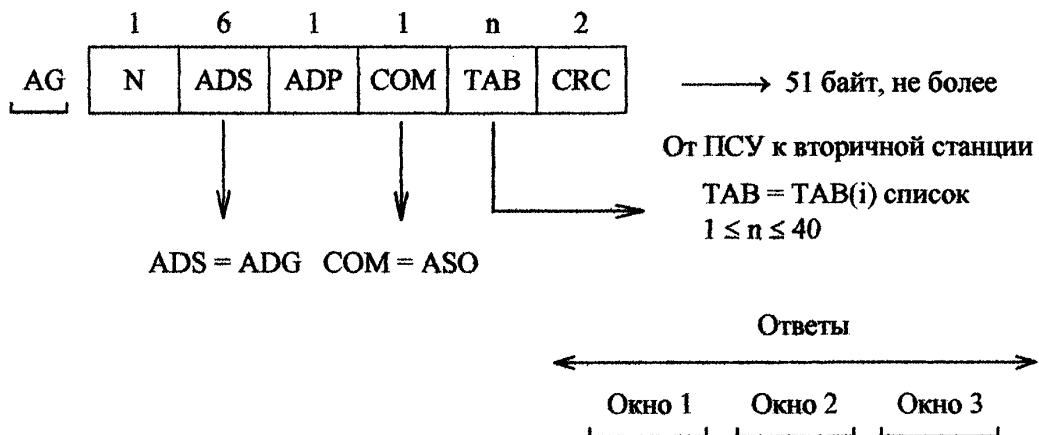 1 6 1 1 n 2
AG N ADS ADP COM TAB CRC 51 байт, не более
От ПСУ к вторичной станции
TAB = TAB(i) список
1 ≤ n ≤ 40
ADS = ADG COM = ASO
Ответы
Окно 1 Окно 2 Окно 3